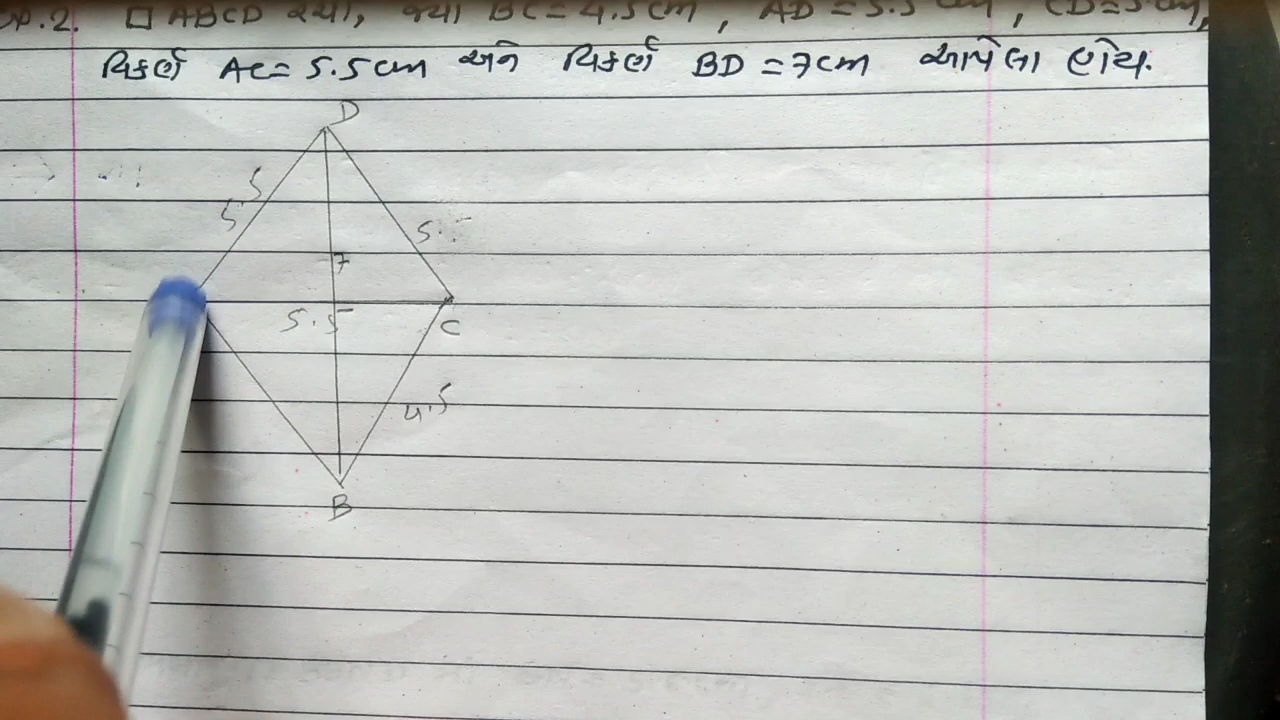 □ ABCD રચો, જ્યાં BC = 4.5 cm, AD = 5.5 cm, CD = 5 cm,
વિકર્ણ AC = 5.5 cm અને વિકર્ણ BD = 7 cm આપેલા હોય.
D
5.5
5.
7
5.5
C
4.5
B